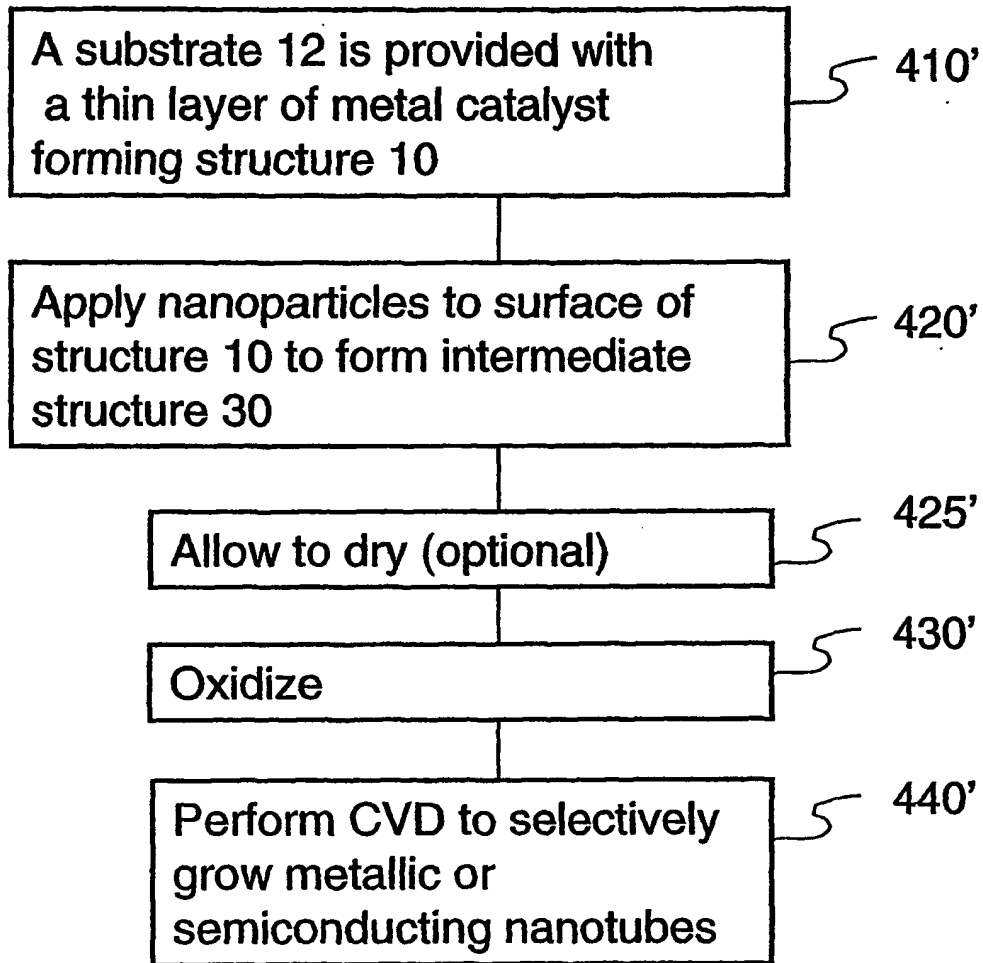 A substrate 12 is provided with
a thin layer of metal catalyst
forming structure 10
410’
Apply nanoparticles to surface of
structure 10 to form intermediate
structure 30
420’
Allow to dry (optional)
425’
Oxidize
430’
Perform CVD to selectively
grow metallic or
semiconducting nanotubes
440’